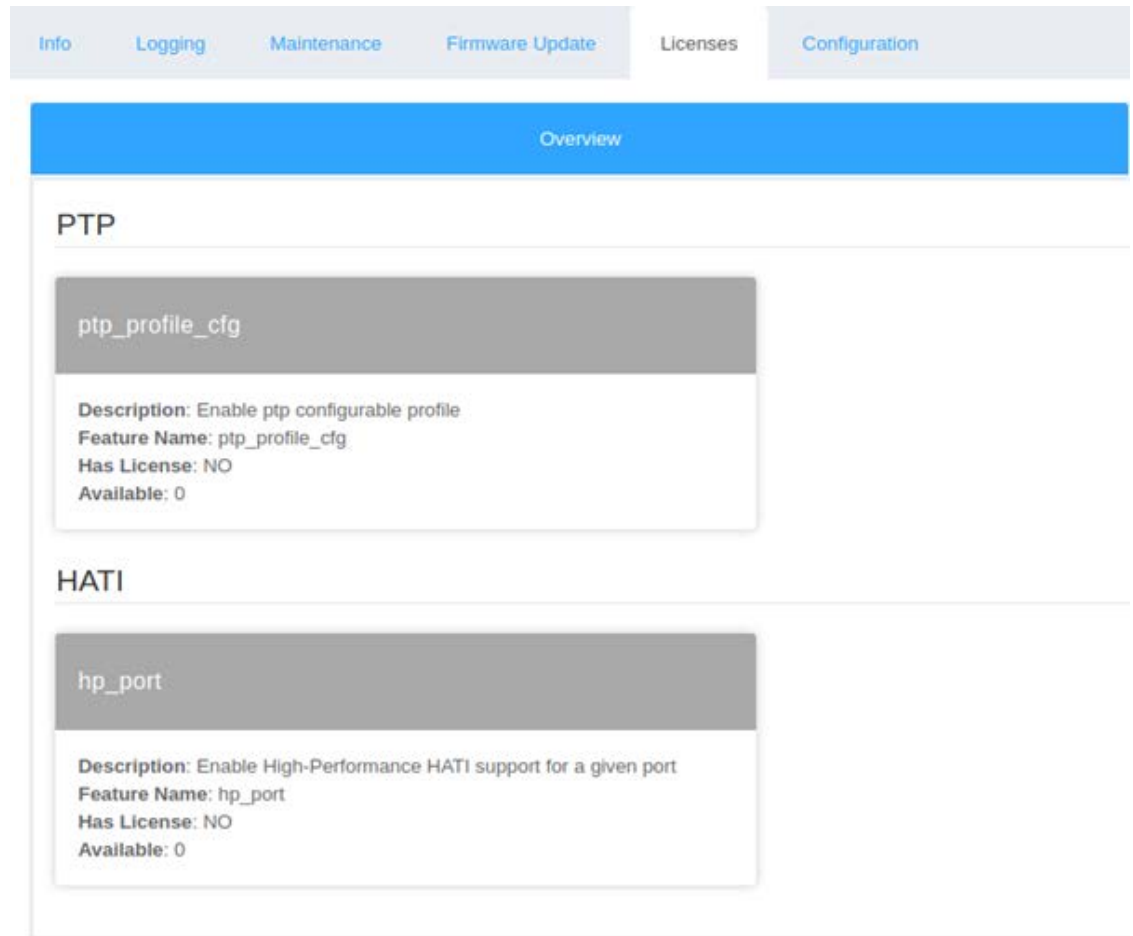 Info Logging Maintenance Firmware Update Licenses Configuration
Overview
PTP
ptp_profile_cfg
Description: Enable ptp configurable profile
Feature Name: ptp_profile_cfg
Has License: NO
Available: 0
HATI
hp_port
Description: Enable High-Performance HATI support for a given port
Feature Name: hp_port
Has License: NO
Available: 0